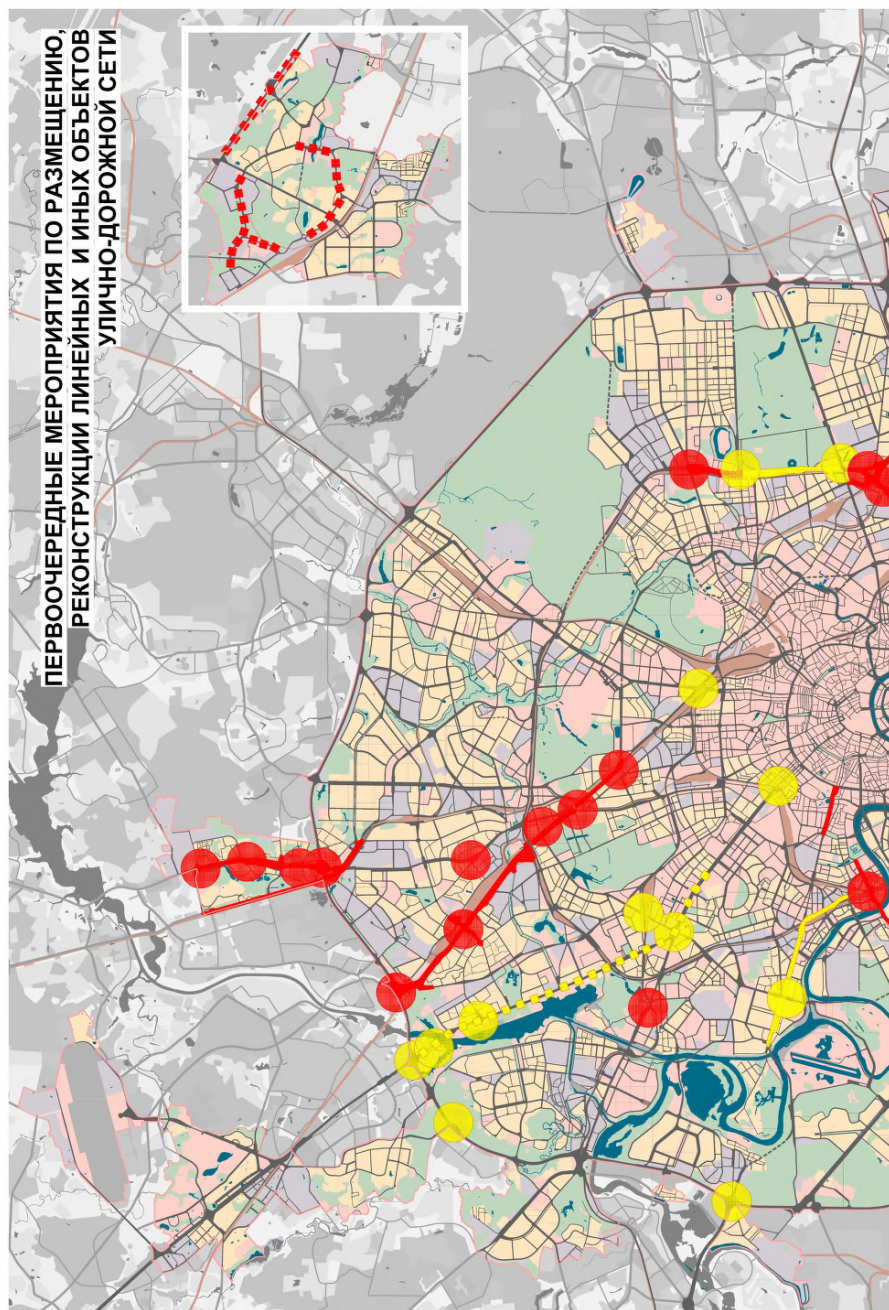 ПЕРВООЧЕРЕДНЫЕ МЕРОПРИЯТИЯ ПО РАЗМЕЩЕНИЮ,
РЕКОНСТРУКЦИИ ЛИНЕЙНЫХ И ИНЫХ ОБЪЕКТОВ
УЛИЧНО-ДОРОЖНОЙ СЕТИ